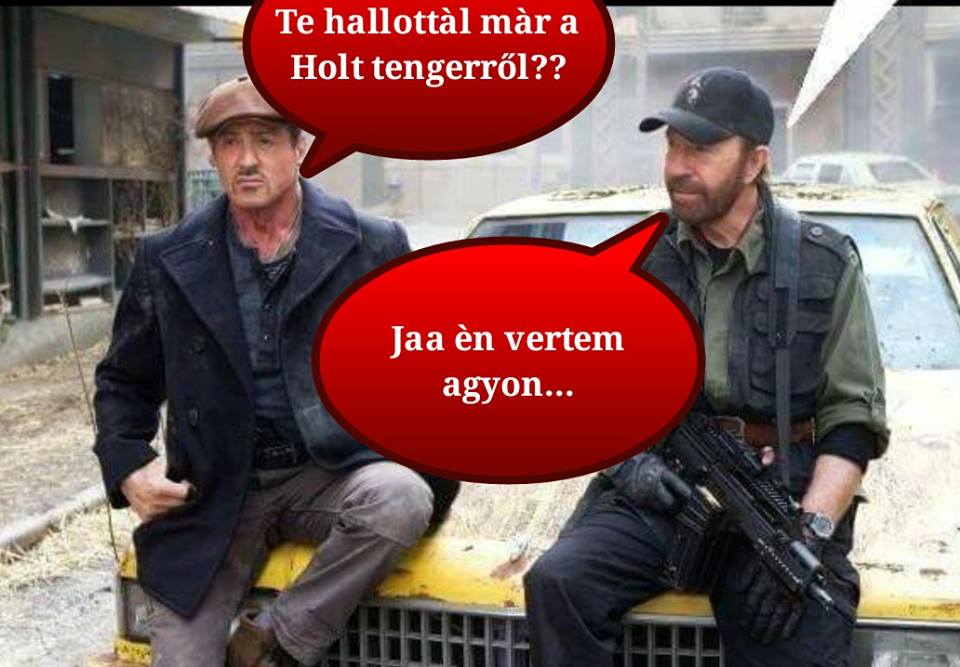 Te hallottàl màr a
Holt tengerről??
Jaa èn vertem
agyon...